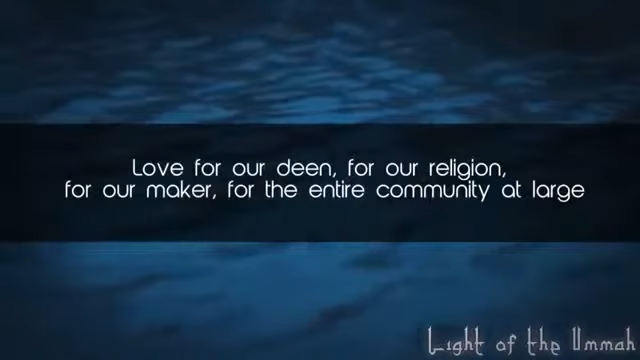 Love for our deen, for our religion,
for our maker, for the entire community at large
Light of the Ummah